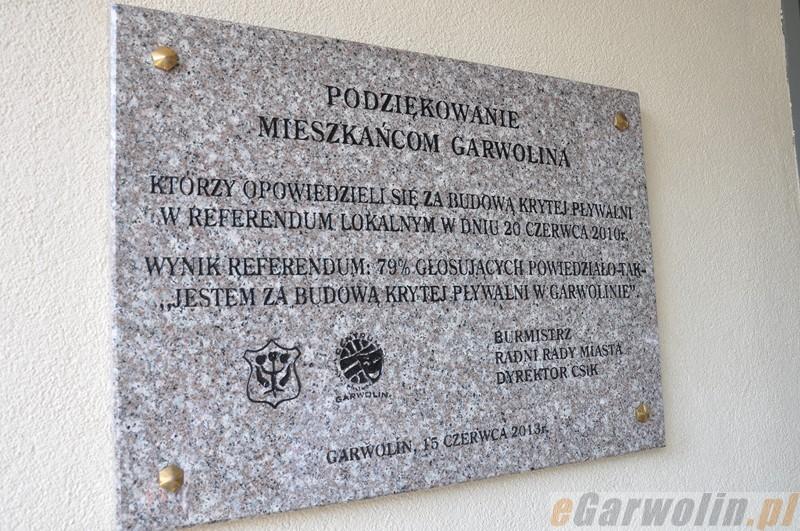 PODZIĘKOWANIE
MIESZKAŃCOM GARWOLINA
KTÓRZY OPOWIEDZIELI SIĘ ZA BUDOWĄ KRYTEJ PŁYWALNI
W REFERENDUM LOKALNYM W DNIU 20 CZERWCA 2010r.
WYNIK REFERENDUM: 79% GŁOSUJĄCYCH POWIEDZIAŁO-TAK-
„JESTEM ZA BUDOWĄ KRYTEJ PŁYWALNI W GARWOLINIE".
BURMISTRZ
RADNI RADY MIASTA
DYREKTOR CSiK
GARWOLIN
GARWOLIN, 15 CZERWCA 2013r.
eGarwolin.pl